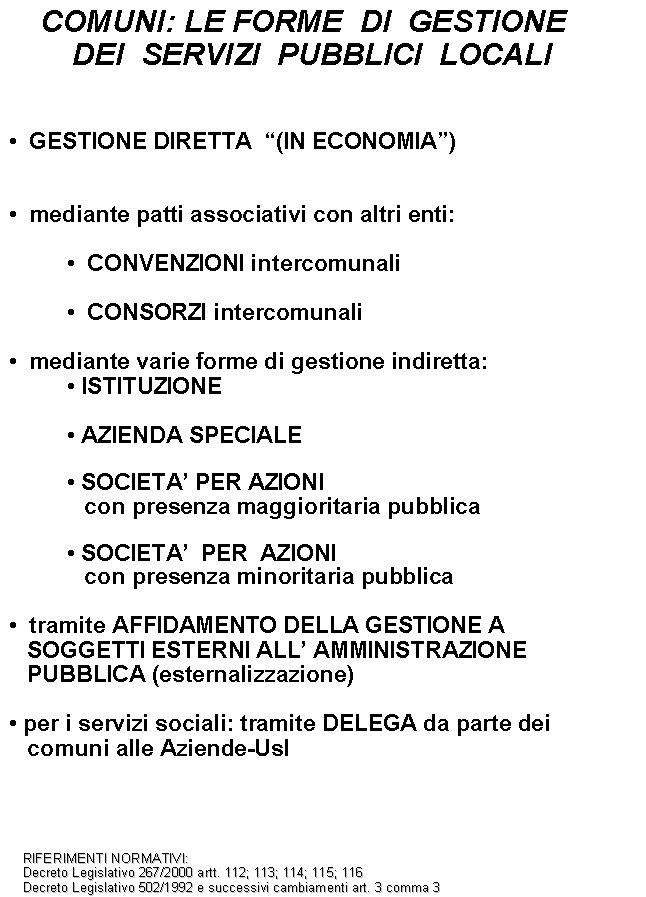 COMUNI: LE FORME DI GESTIONE
DEI SERVIZI PUBBLICI LOCALI
• GESTIONE DIRETTA “(IN ECONOMIA”)
• mediante patti associativi con altri enti:
• CONVENZIONI intercomunali
• CONSORZI intercomunali
• mediante varie forme di gestione indiretta:
• ISTITUZIONE
• AZIENDA SPECIALE
• SOCIETA’ PER AZIONI
con presenza maggioritaria pubblica
• SOCIETA’ PER AZIONI
con presenza minoritaria pubblica
• tramite AFFIDAMENTO DELLA GESTIONE A
SOGGETTI ESTERNI ALL’ AMMINISTRAZIONE
PUBBLICA (esternalizzazione)
• per i servizi sociali: tramite DELEGA da parte dei
comuni alle Aziende-Usl
RIFERIMENTI NORMATIVI:
Decreto Legislativo 267/2000 artt. 112; 113; 114; 115; 116
Decreto Legislativo 502/1992 e successivi cambiamenti art. 3 comma 3